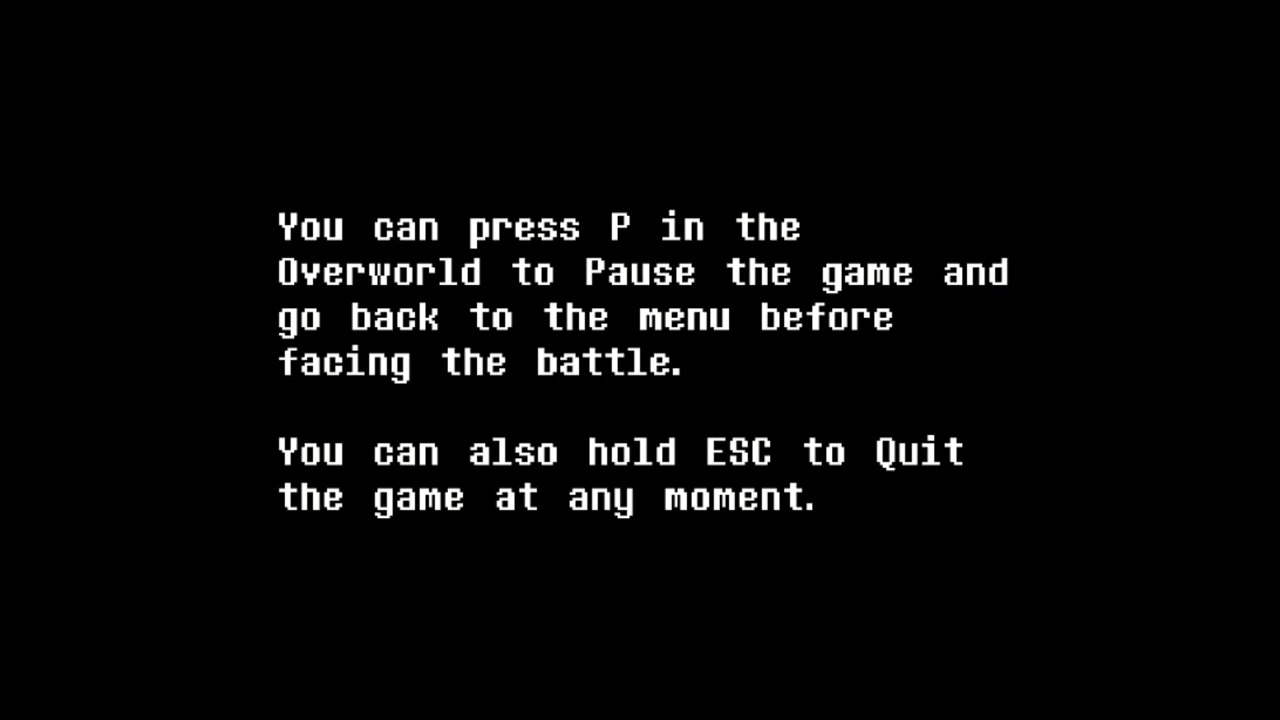 You can press P in the
Overworld to Pause the game and
go back to the menu before
facing the battle.
You can also hold ESC to Quit
the game at any moment.